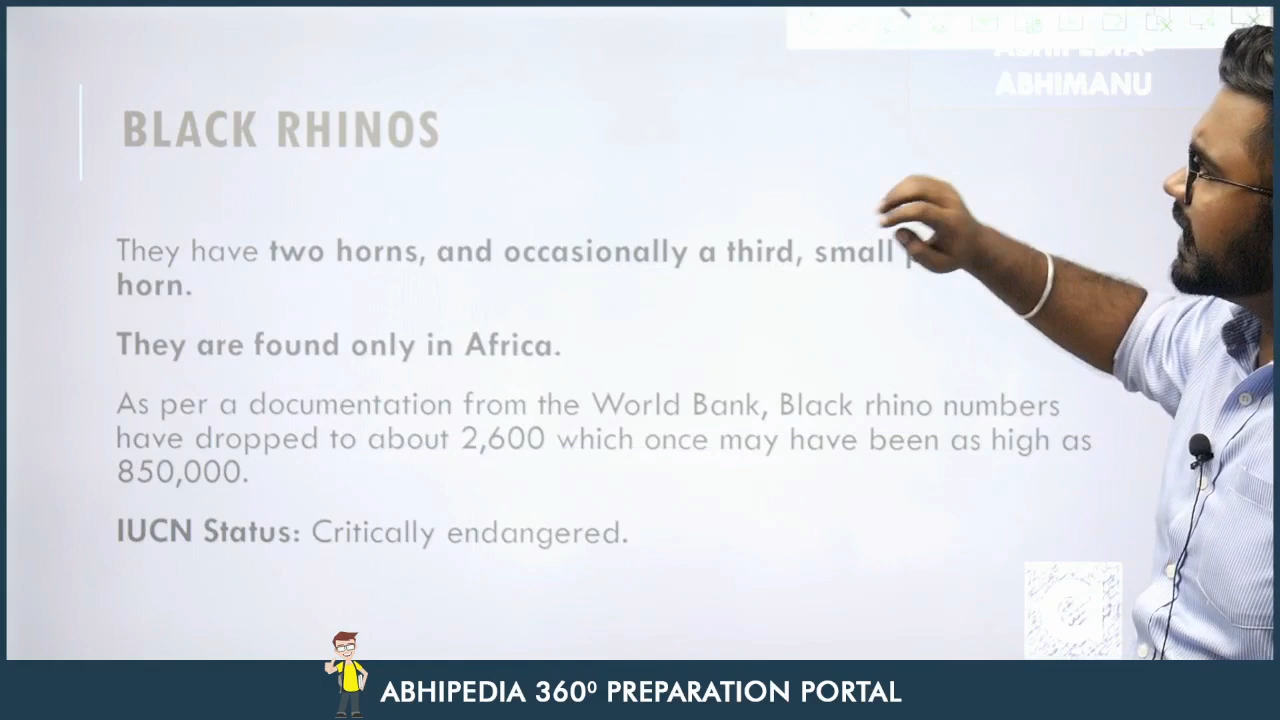 ABHIPEDIA
ABHIMANU
BLACK RHINOS
They have two horns, and occasionally a third, small
horn.
They are found only in Africa.
As per a documentation from the World Bank, Black rhino numbers
have dropped to about 2,600 which once may have been as high as
850,000.
IUCN Status: Critically endangered.
ABHIPEDIA 360⁰ PREPARATION PORTAL